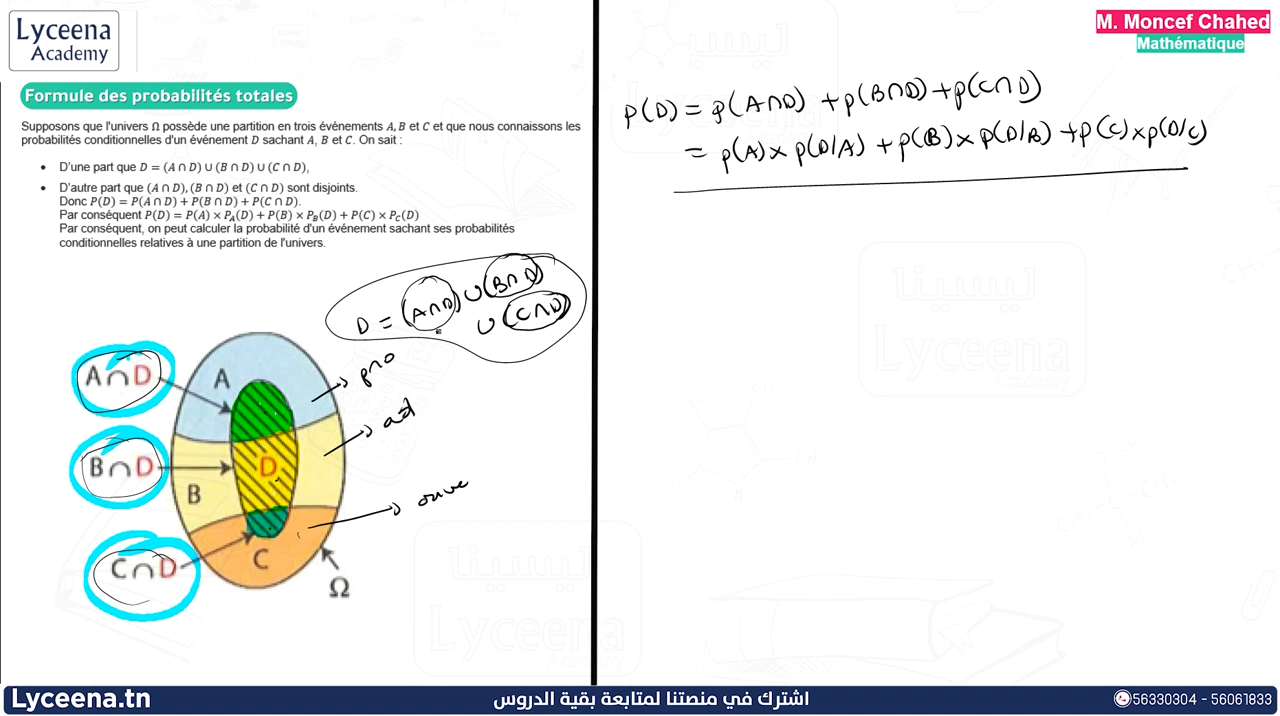 Lyceena
Academy
M. Moncef Chahed
Mathématique
Formule des probabilités totales
Supposons que l'univers Ω possède une partition en trois événements A, B et C et que nous connaissons les
probabilités conditionnelles d'un événement D sachant A, B et C. On sait :
• D'une part que D = (A ∩ D) ∪ (B ∩ D) ∪ (C ∩ D),
• D'autre part que (A ∩ D), (B ∩ D) et (C ∩ D) sont disjoints.
Donc P(D) = P(A ∩ D) + P(B ∩ D) + P(C ∩ D).
Par conséquent P(D) = P(A) × P_A(D) + P(B) × P_B(D) + P(C) × P_C(D)
Par conséquent, on peut calculer la probabilité d'un événement sachant ses probabilités
conditionnelles relatives à une partition de l'univers.
D = (A∩D) ∪ (B∩D)
∪ (C∩D)
A∩D
B∩D
C∩D
A
B
C
D
Ω
pro
p(D) = p(A∩D) + p(B∩D) + p(C∩D)
= p(A) × p(D/A) + p(B) × p(D/B) + p(C) × p(D/C)
Lyceena.tn
اشترك في منصتنا لمتابعة بقية الدروس
56330304 - 56061833